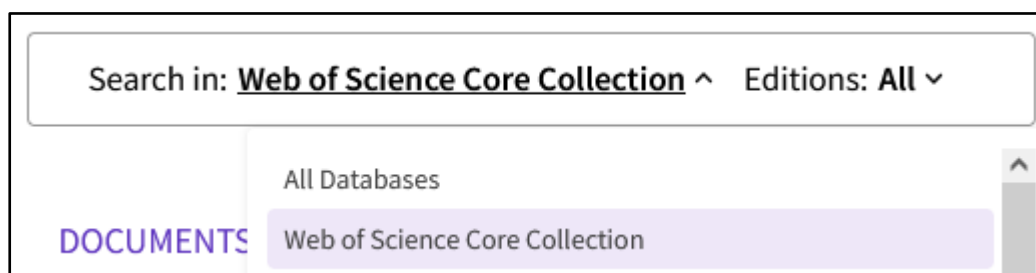 Search in: Web of Science Core Collection Editions: All
All Databases
DOCUMENTS Web of Science Core Collection